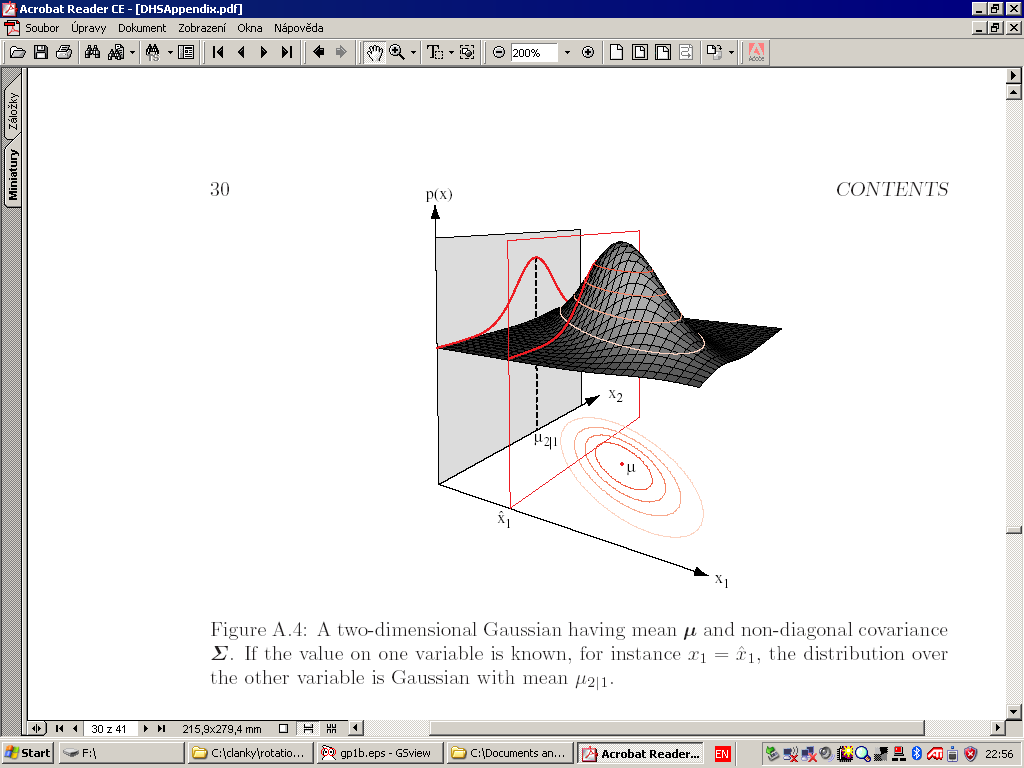 Acrobat Reader CE - [DHSAppendix.pdf]
Soubor Úpravy Dokument Zobrazení Okna Nápověda
200%
Adobe
Záložky
Miniatury
30
CONTENTS
p(x)
x2
μ2|1
μ
x̂1
x1
Figure A.4: A two-dimensional Gaussian having mean μ and non-diagonal covariance
Σ. If the value on one variable is known, for instance x1 = x̂1, the distribution over
the other variable is Gaussian with mean μ2|1.
30 z 41
215,9x279,4 mm
Start
F:\
C:\clanky\rotatio...
gp1b.eps - GSview
C:\Documents an...
Acrobat Reader...
EN
22:56